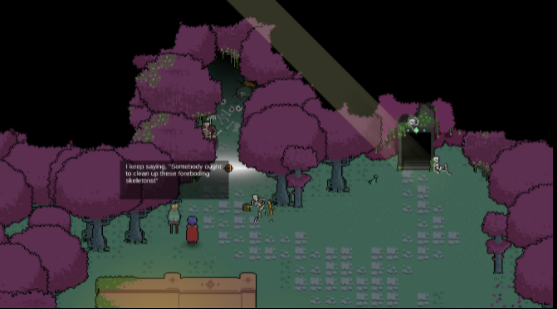 I keep saying, "Somebody ought
to clean up these foreboding
skeletons!"